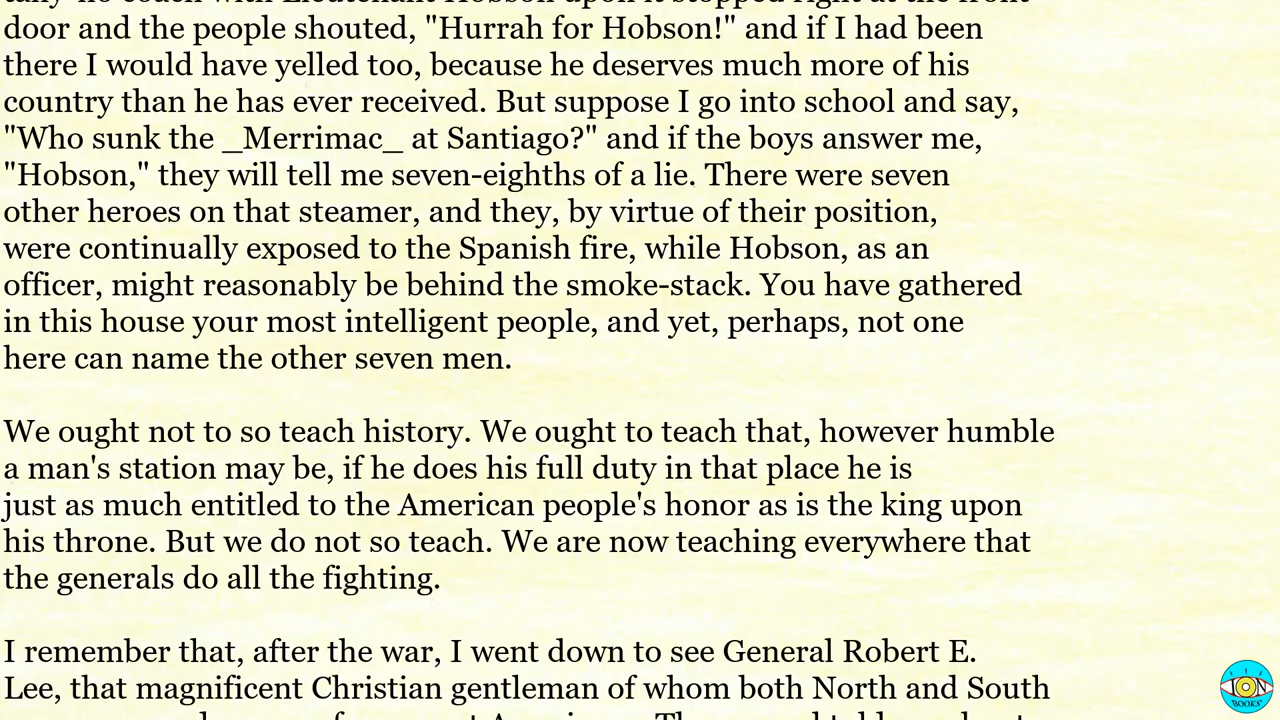 door and the people shouted, "Hurrah for Hobson!" and if I had been
there I would have yelled too, because he deserves much more of his
country than he has ever received. But suppose I go into school and say,
"Who sunk the _Merrimac_ at Santiago?" and if the boys answer me,
"Hobson," they will tell me seven-eighths of a lie. There were seven
other heroes on that steamer, and they, by virtue of their position,
were continually exposed to the Spanish fire, while Hobson, as an
officer, might reasonably be behind the smoke-stack. You have gathered
in this house your most intelligent people, and yet, perhaps, not one
here can name the other seven men.
We ought not to so teach history. We ought to teach that, however humble
a man's station may be, if he does his full duty in that place he is
just as much entitled to the American people's honor as is the king upon
his throne. But we do not so teach. We are now teaching everywhere that
the generals do all the fighting.
I remember that, after the war, I went down to see General Robert E.
Lee, that magnificent Christian gentleman of whom both North and South
ION
BOOKS